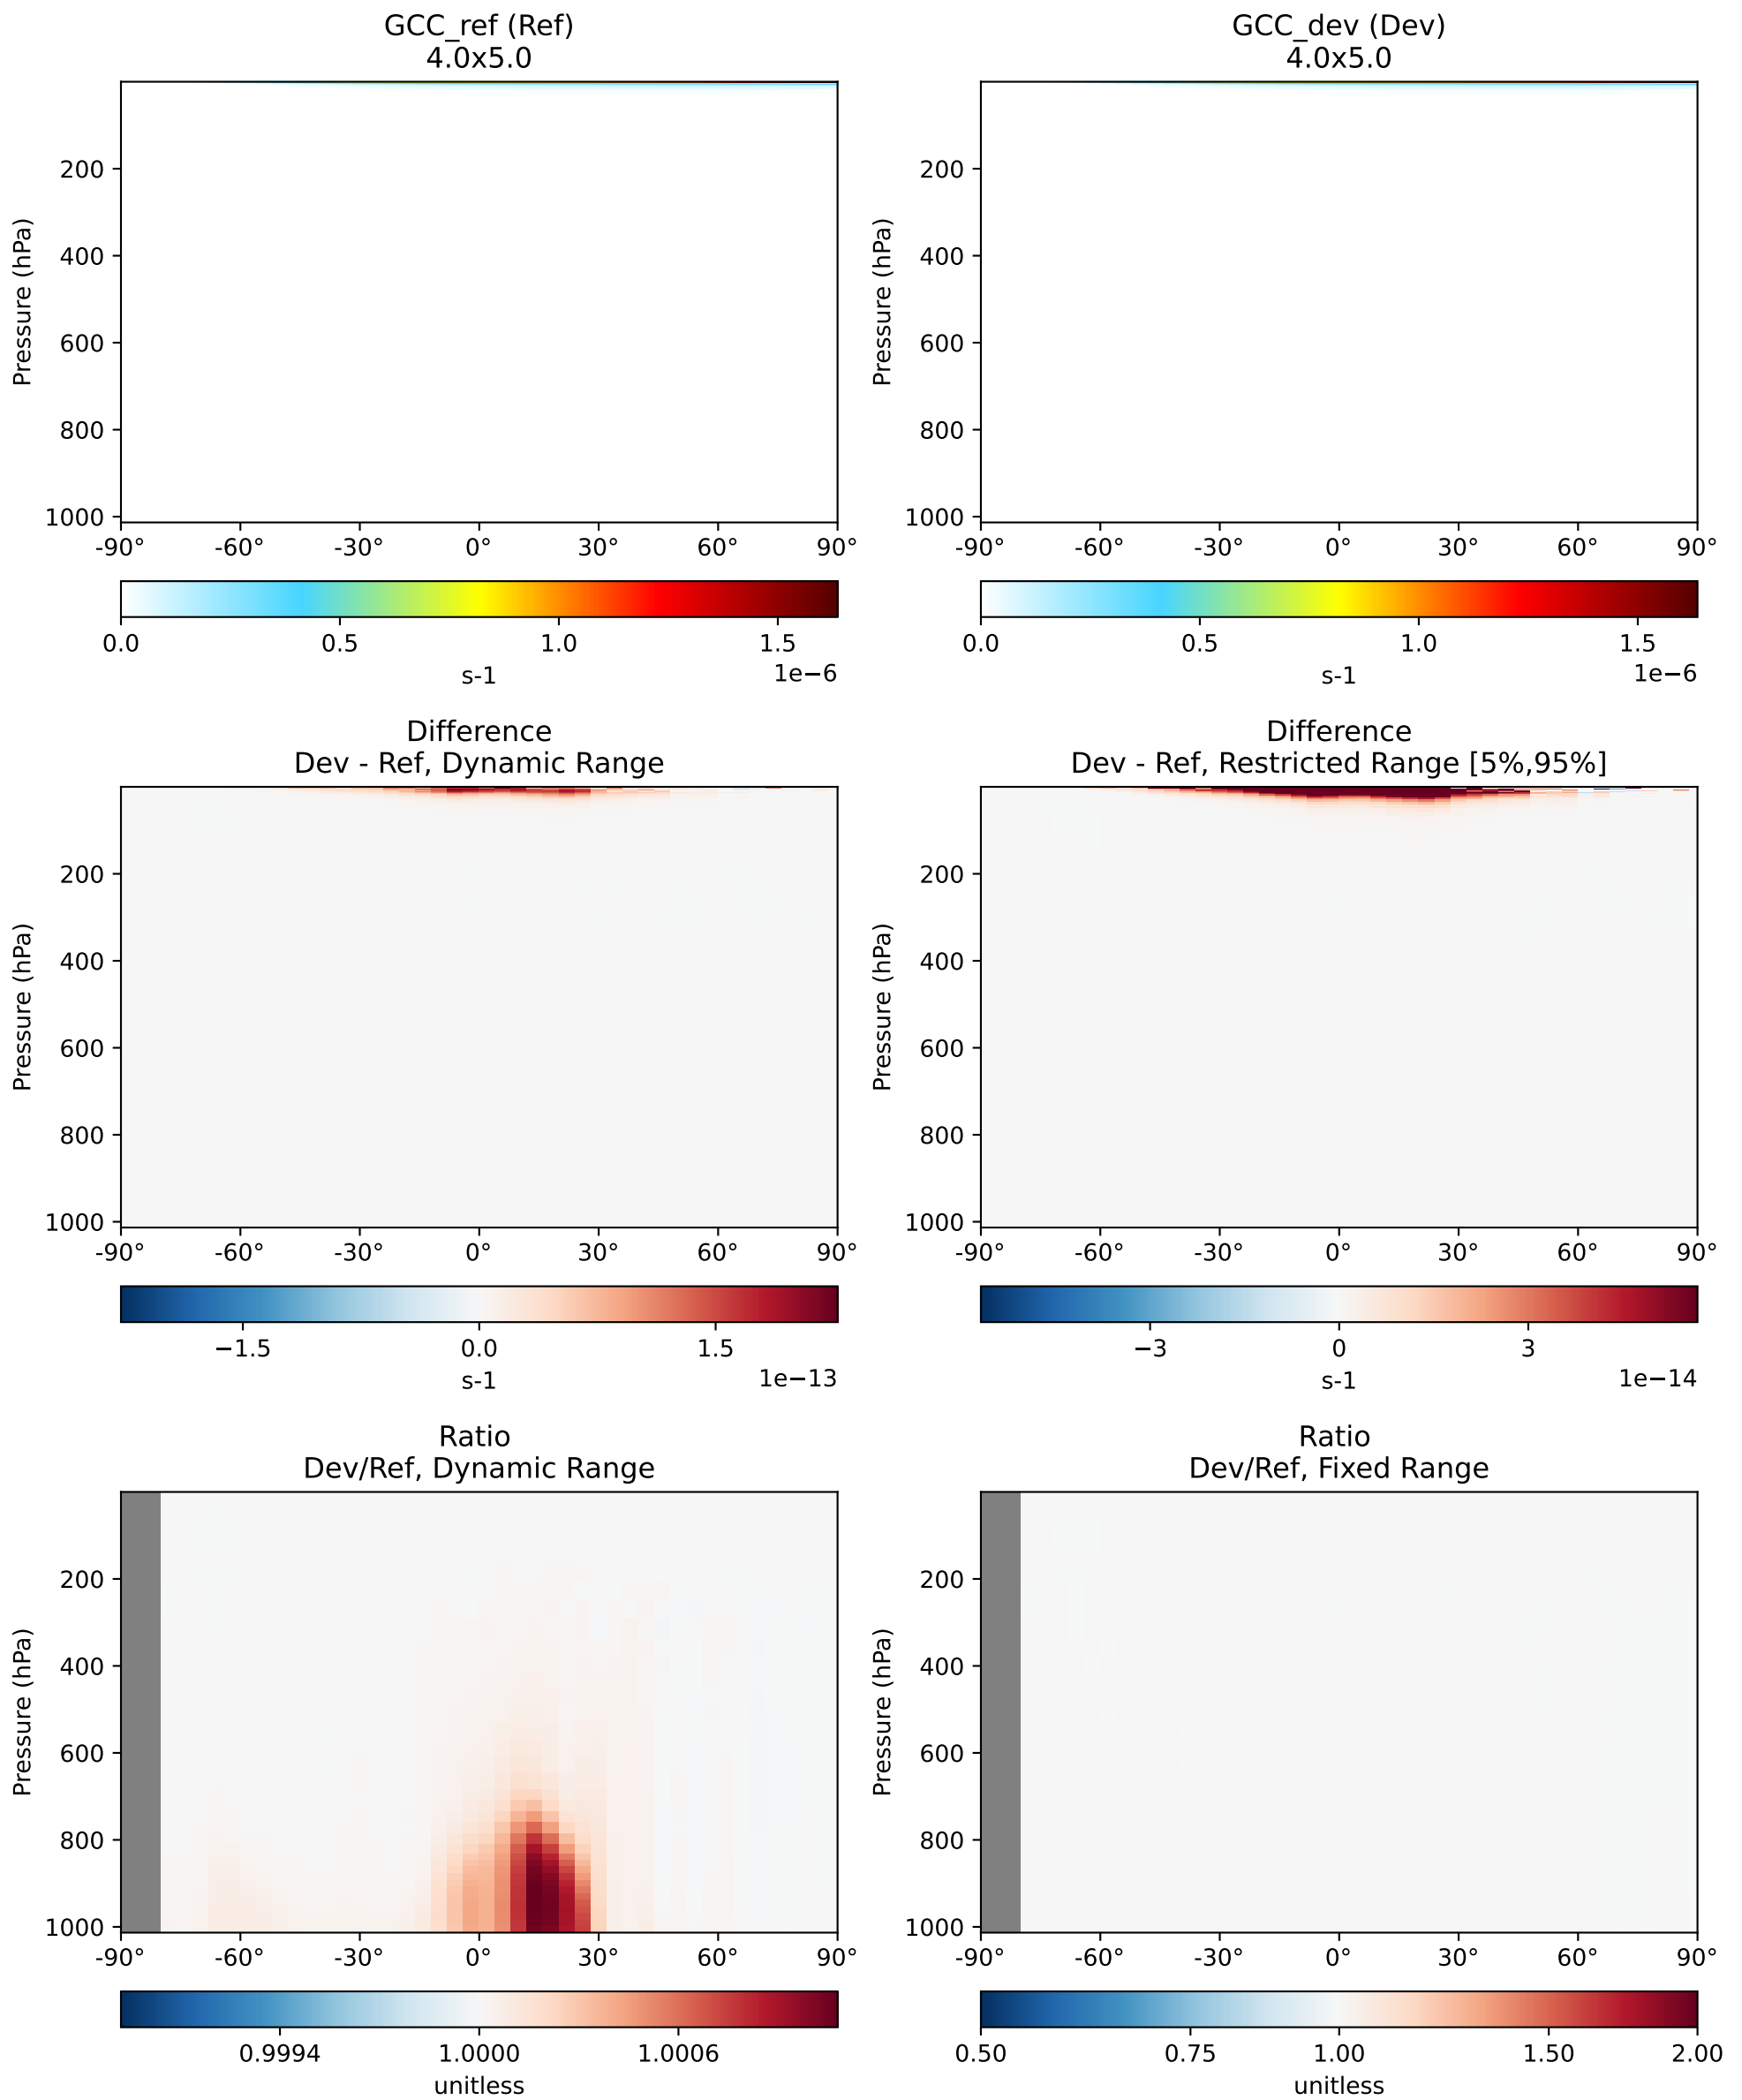 GCC_ref (Ref)
4.0x5.0
GCC_dev (Dev)
4.0x5.0
Pressure (hPa)
200
400
600
800
1000
-90° -60° -30° 0° 30° 60° 90°
Pressure (hPa)
200
400
600
800
1000
-90° -60° -30° 0° 30° 60° 90°
0.0 0.5 1.0 1.5
s-1 1e−6
0.0 0.5 1.0 1.5
s-1 1e−6
Difference
Dev - Ref, Dynamic Range
Difference
Dev - Ref, Restricted Range [5%,95%]
Pressure (hPa)
200
400
600
800
1000
-90° -60° -30° 0° 30° 60° 90°
Pressure (hPa)
200
400
600
800
1000
-90° -60° -30° 0° 30° 60° 90°
−1.5 0.0 1.5
s-1 1e−13
−3 0 3
s-1 1e−14
Ratio
Dev/Ref, Dynamic Range
Ratio
Dev/Ref, Fixed Range
Pressure (hPa)
200
400
600
800
1000
-90° -60° -30° 0° 30° 60° 90°
Pressure (hPa)
200
400
600
800
1000
-90° -60° -30° 0° 30° 60° 90°
0.9994 1.0000 1.0006
unitless
0.50 0.75 1.00 1.50 2.00
unitless